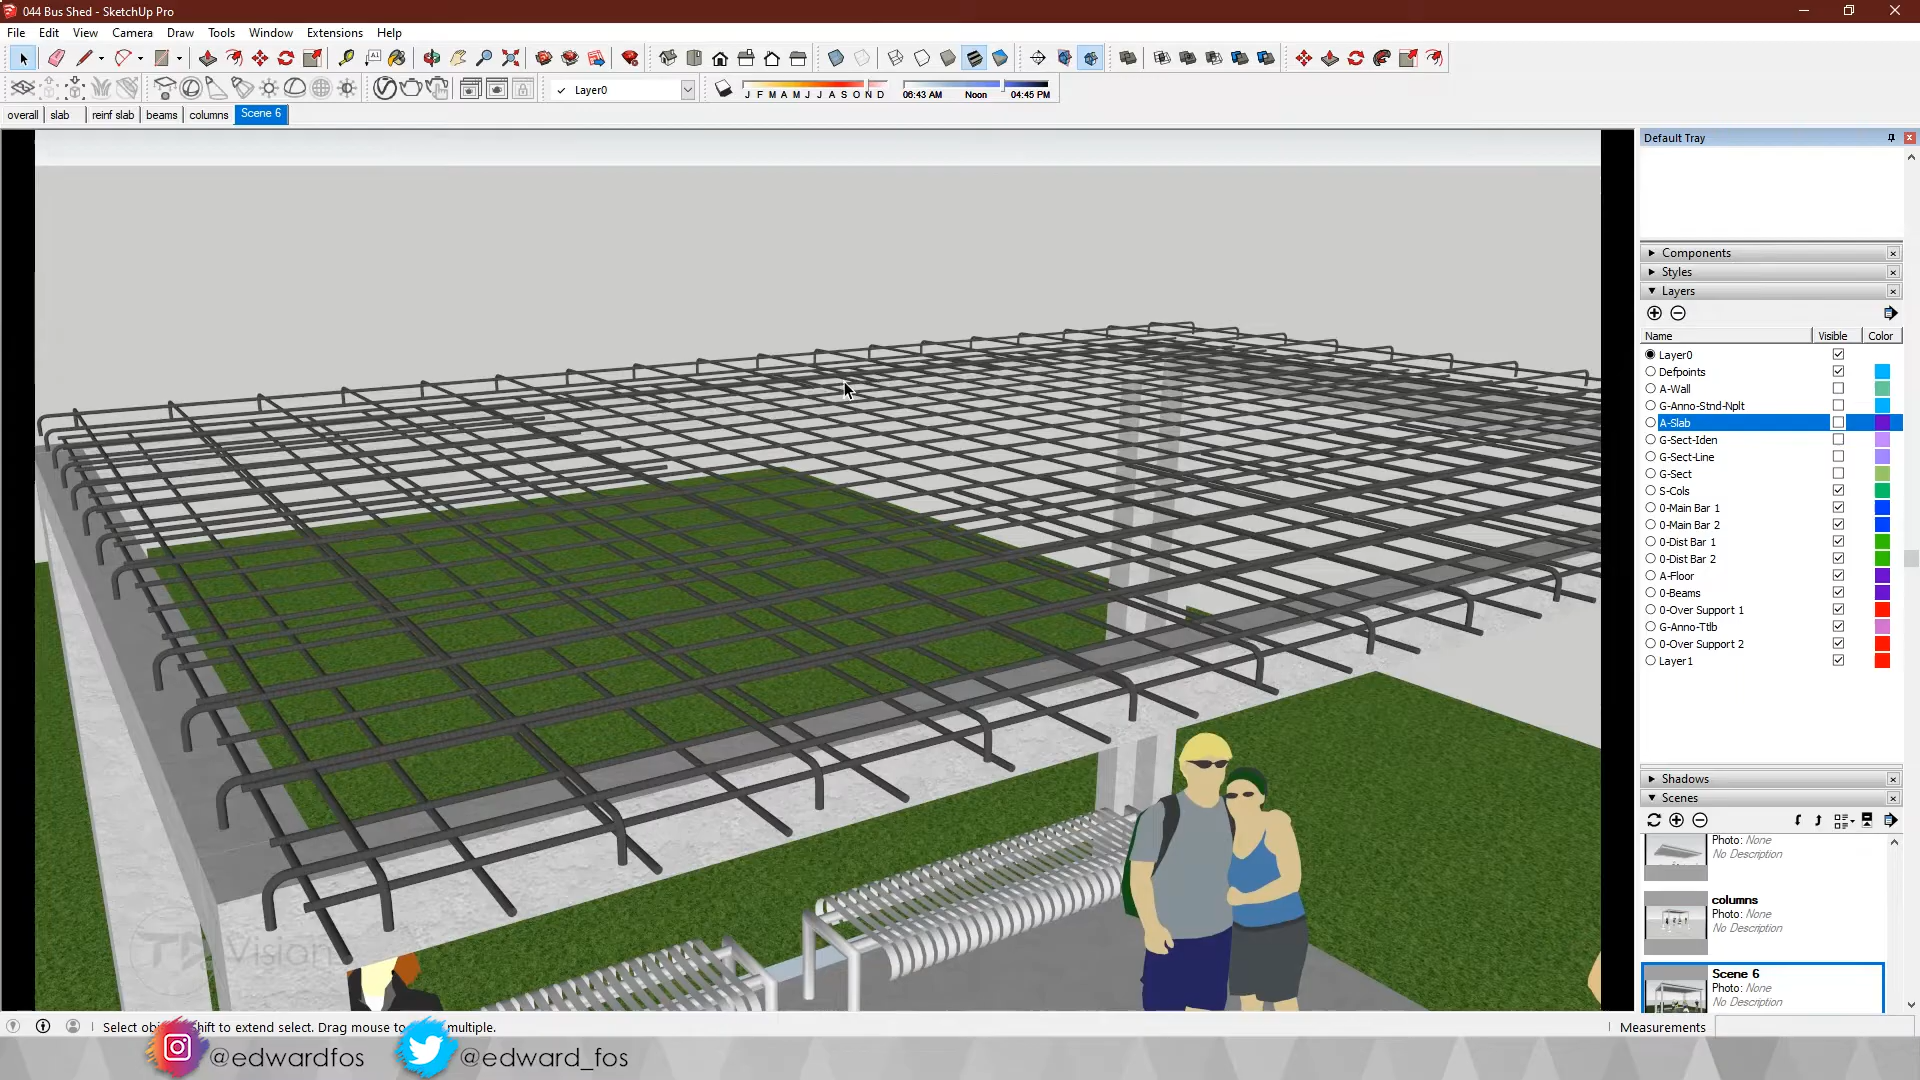 044 Bus Shed - SketchUp Pro
File Edit View Camera Draw Tools Window Extensions Help
Layer0
J F M A M J J A S O N D
06:43 AM Noon 04:45 PM
overall slab reinf slab beams columns Scene 6
Default Tray
Components
Styles
Layers
Name Visible Color
Layer0
Defpoints
A-Wall
G-Anno-Stnd-Nplt
A-Slab
G-Sect-Iden
G-Sect-Line
G-Sect
S-Cols
0-Main Bar 1
0-Main Bar 2
0-Dist Bar 1
0-Dist Bar 2
A-Floor
0-Beams
0-Over Support 1
G-Anno-Ttlb
0-Over Support 2
Layer1
Shadows
Scenes
Photo: None
No Description
columns
Photo: None
No Description
Scene 6
Photo: None
No Description
Vision
Select obj hift to extend select. Drag mouse to multiple.
Measurements
@edwardfos @edward_fos